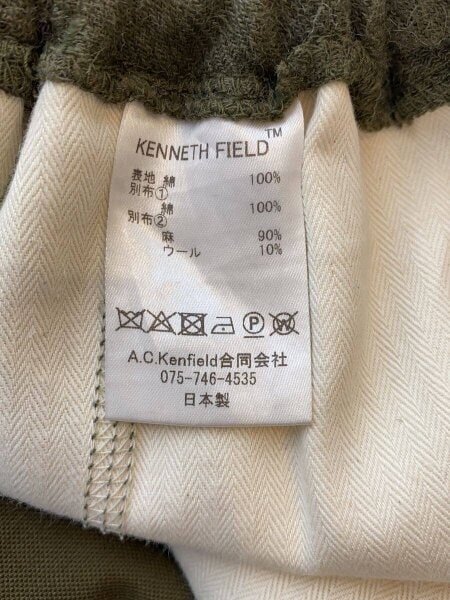 KENNETH FIELD™
表地 綿 100%
別布①
綿 100%
別布②
麻 90%
ウール 10%
A.C.Kenfield合同会社
075-746-4535
日本製